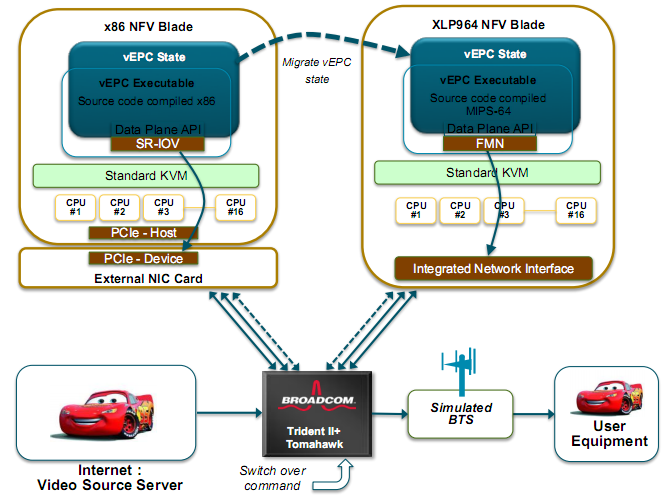 x86 NFV Blade
vEPC State
vEPC Executable
Source code compiled x86
Data Plane API
SR-IOV
Standard KVM
CPU
#1
CPU
#2
CPU
#3
CPU
#16
PCIe - Host
PCIe - Device
External NIC Card
Migrate vEPC
state
XLP964 NFV Blade
vEPC State
vEPC Executable
Source code compiled
MIPS-64
Data Plane API
FMN
Standard KVM
CPU
#1
CPU
#2
CPU
#3
CPU
#16
Integrated Network Interface
Internet :
Video Source Server
BROADCOM.
Trident II+
Tomahawk
Switch over
command
Simulated
BTS
User
Equipment